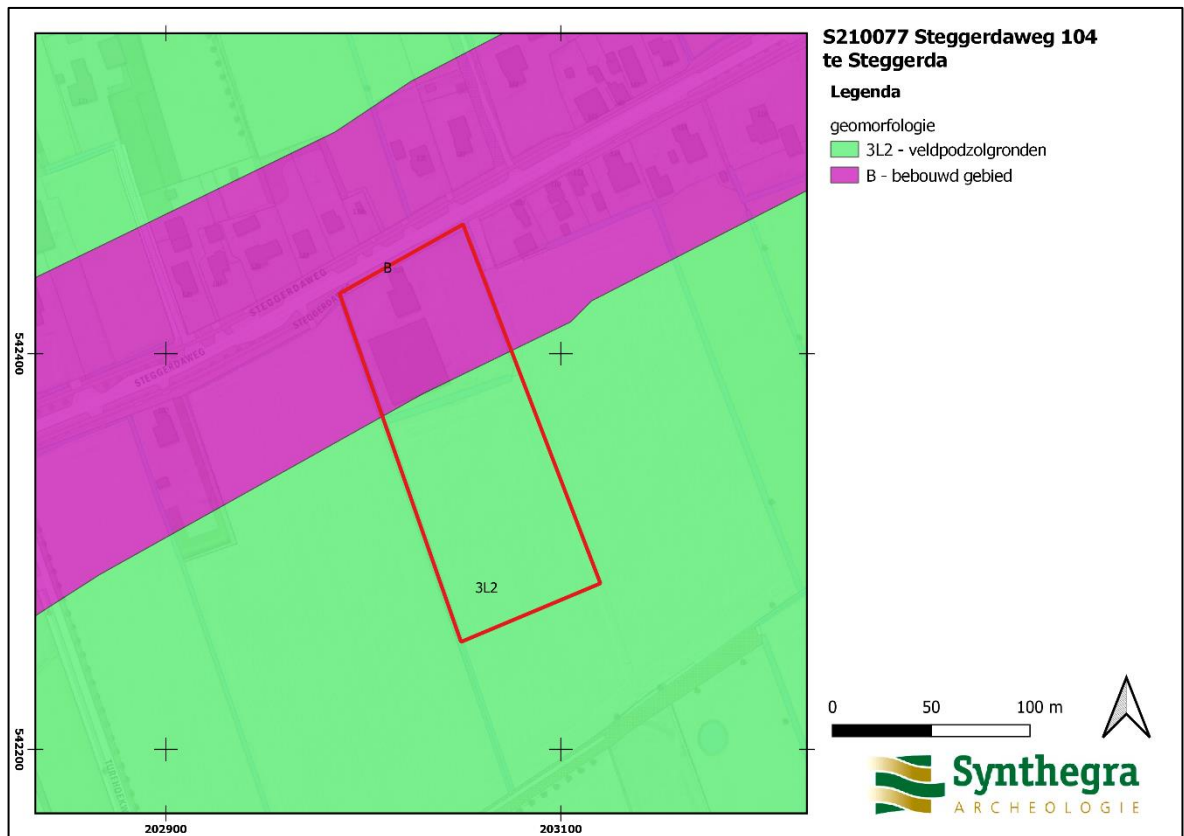 S210077 Steggerdaweg 104
te Steggerda
Legenda
geomorfologie
3L2 - veldpodzolgronden
B - bebouwd gebied
B
STEGGERDAWEG
STEGGERDAWEG
3L2
542400
542200
202900
203100
0 50 100 m
Synthegra
ARCHEOLOGIE